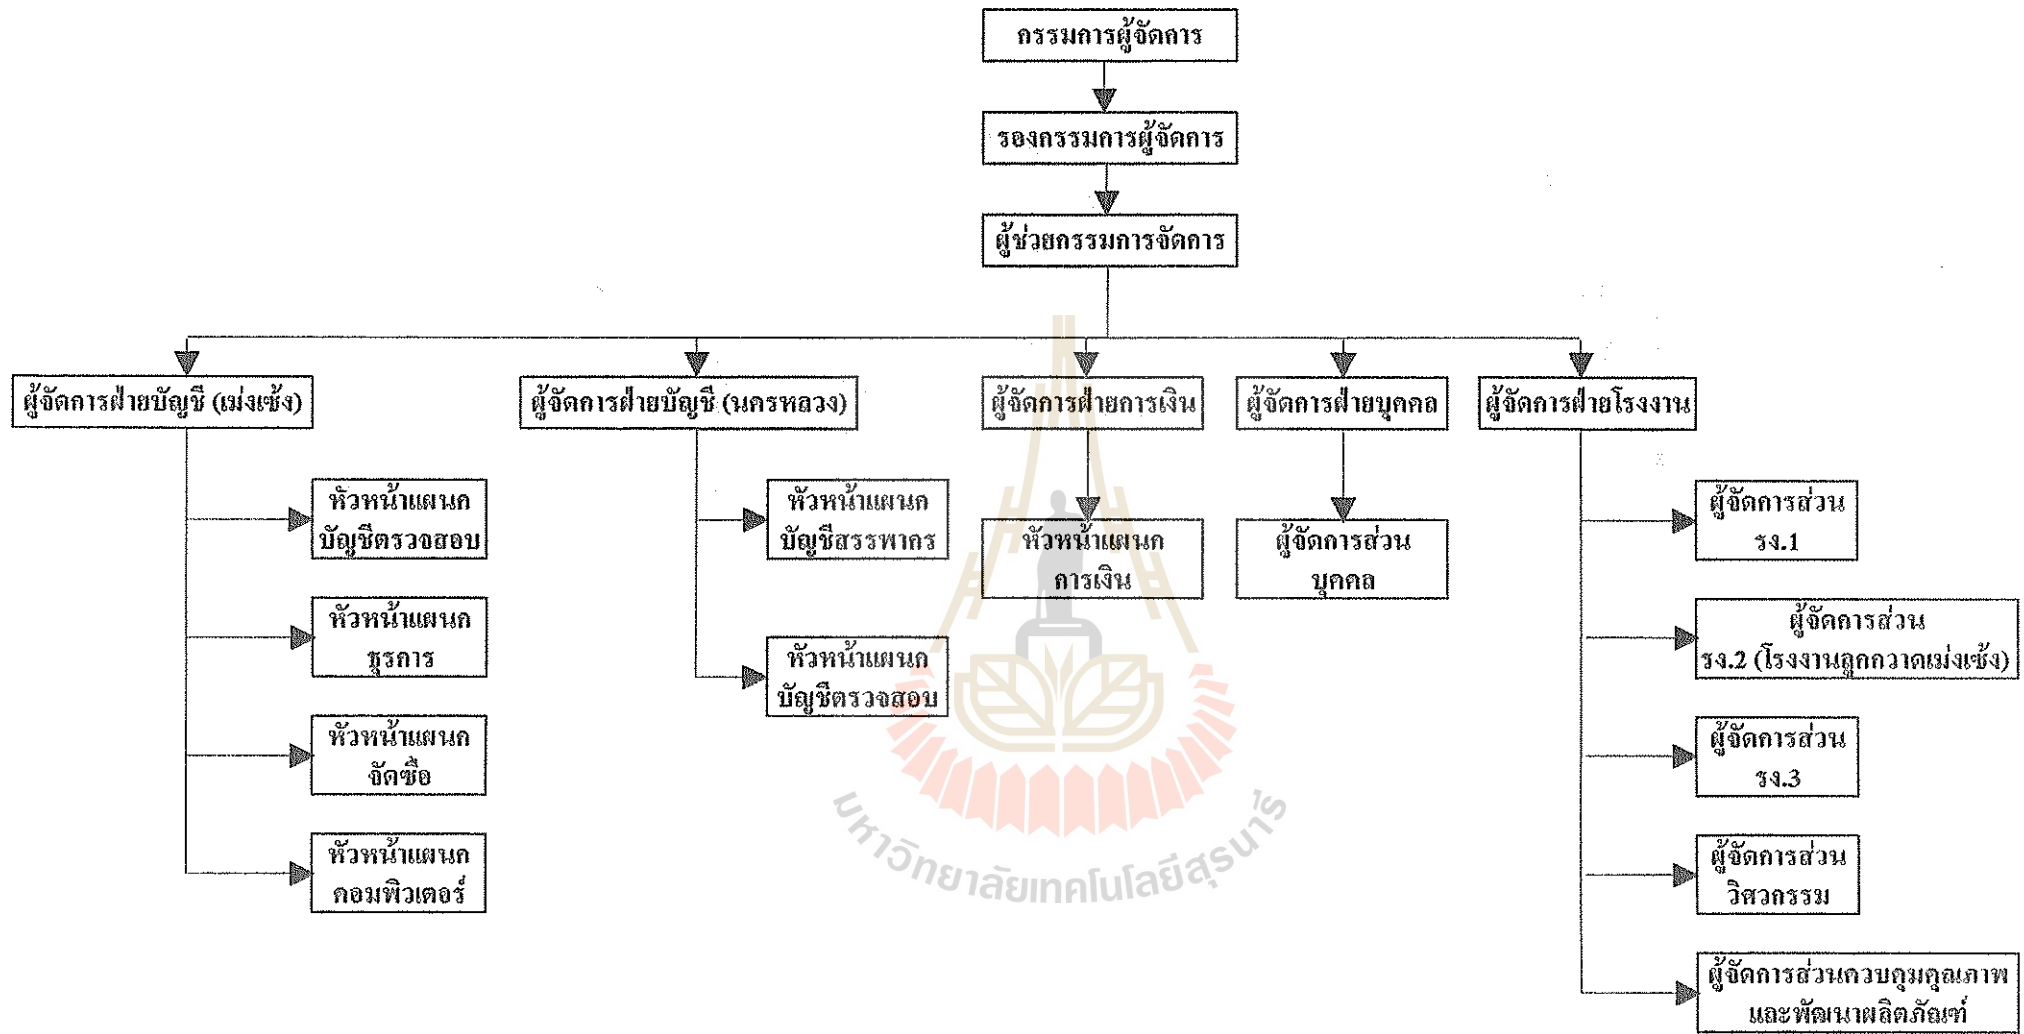 กรรมการผู้จัดการ
รองกรรมการผู้จัดการ
ผู้ช่วยกรรมการจัดการ
ผู้จัดการฝ่ายบัญชี (เม่งเซ้ง)
ผู้จัดการฝ่ายบัญชี (นครหลวง)
ผู้จัดการฝ่ายการเงิน
ผู้จัดการฝ่ายบุคคล
ผู้จัดการฝ่ายโรงงาน
หัวหน้าแผนก
บัญชีตรวจสอบ
หัวหน้าแผนก
ธุรการ
หัวหน้าแผนก
จัดซื้อ
หัวหน้าแผนก
คอมพิวเตอร์
หัวหน้าแผนก
บัญชีสรรพากร
หัวหน้าแผนก
บัญชีตรวจสอบ
หัวหน้าแผนก
การเงิน
ผู้จัดการส่วน
บุคคล
ผู้จัดการส่วน
รง.1
ผู้จัดการส่วน
รง.2 (โรงงานลูกกวาดเม่งเซ้ง)
ผู้จัดการส่วน
รง.3
ผู้จัดการส่วน
วิศวกรรม
ผู้จัดการส่วนควบคุมคุณภาพ
และพัฒนาผลิตภัณฑ์
มหาวิทยาลัยเทคโนโลยีสุรนารี